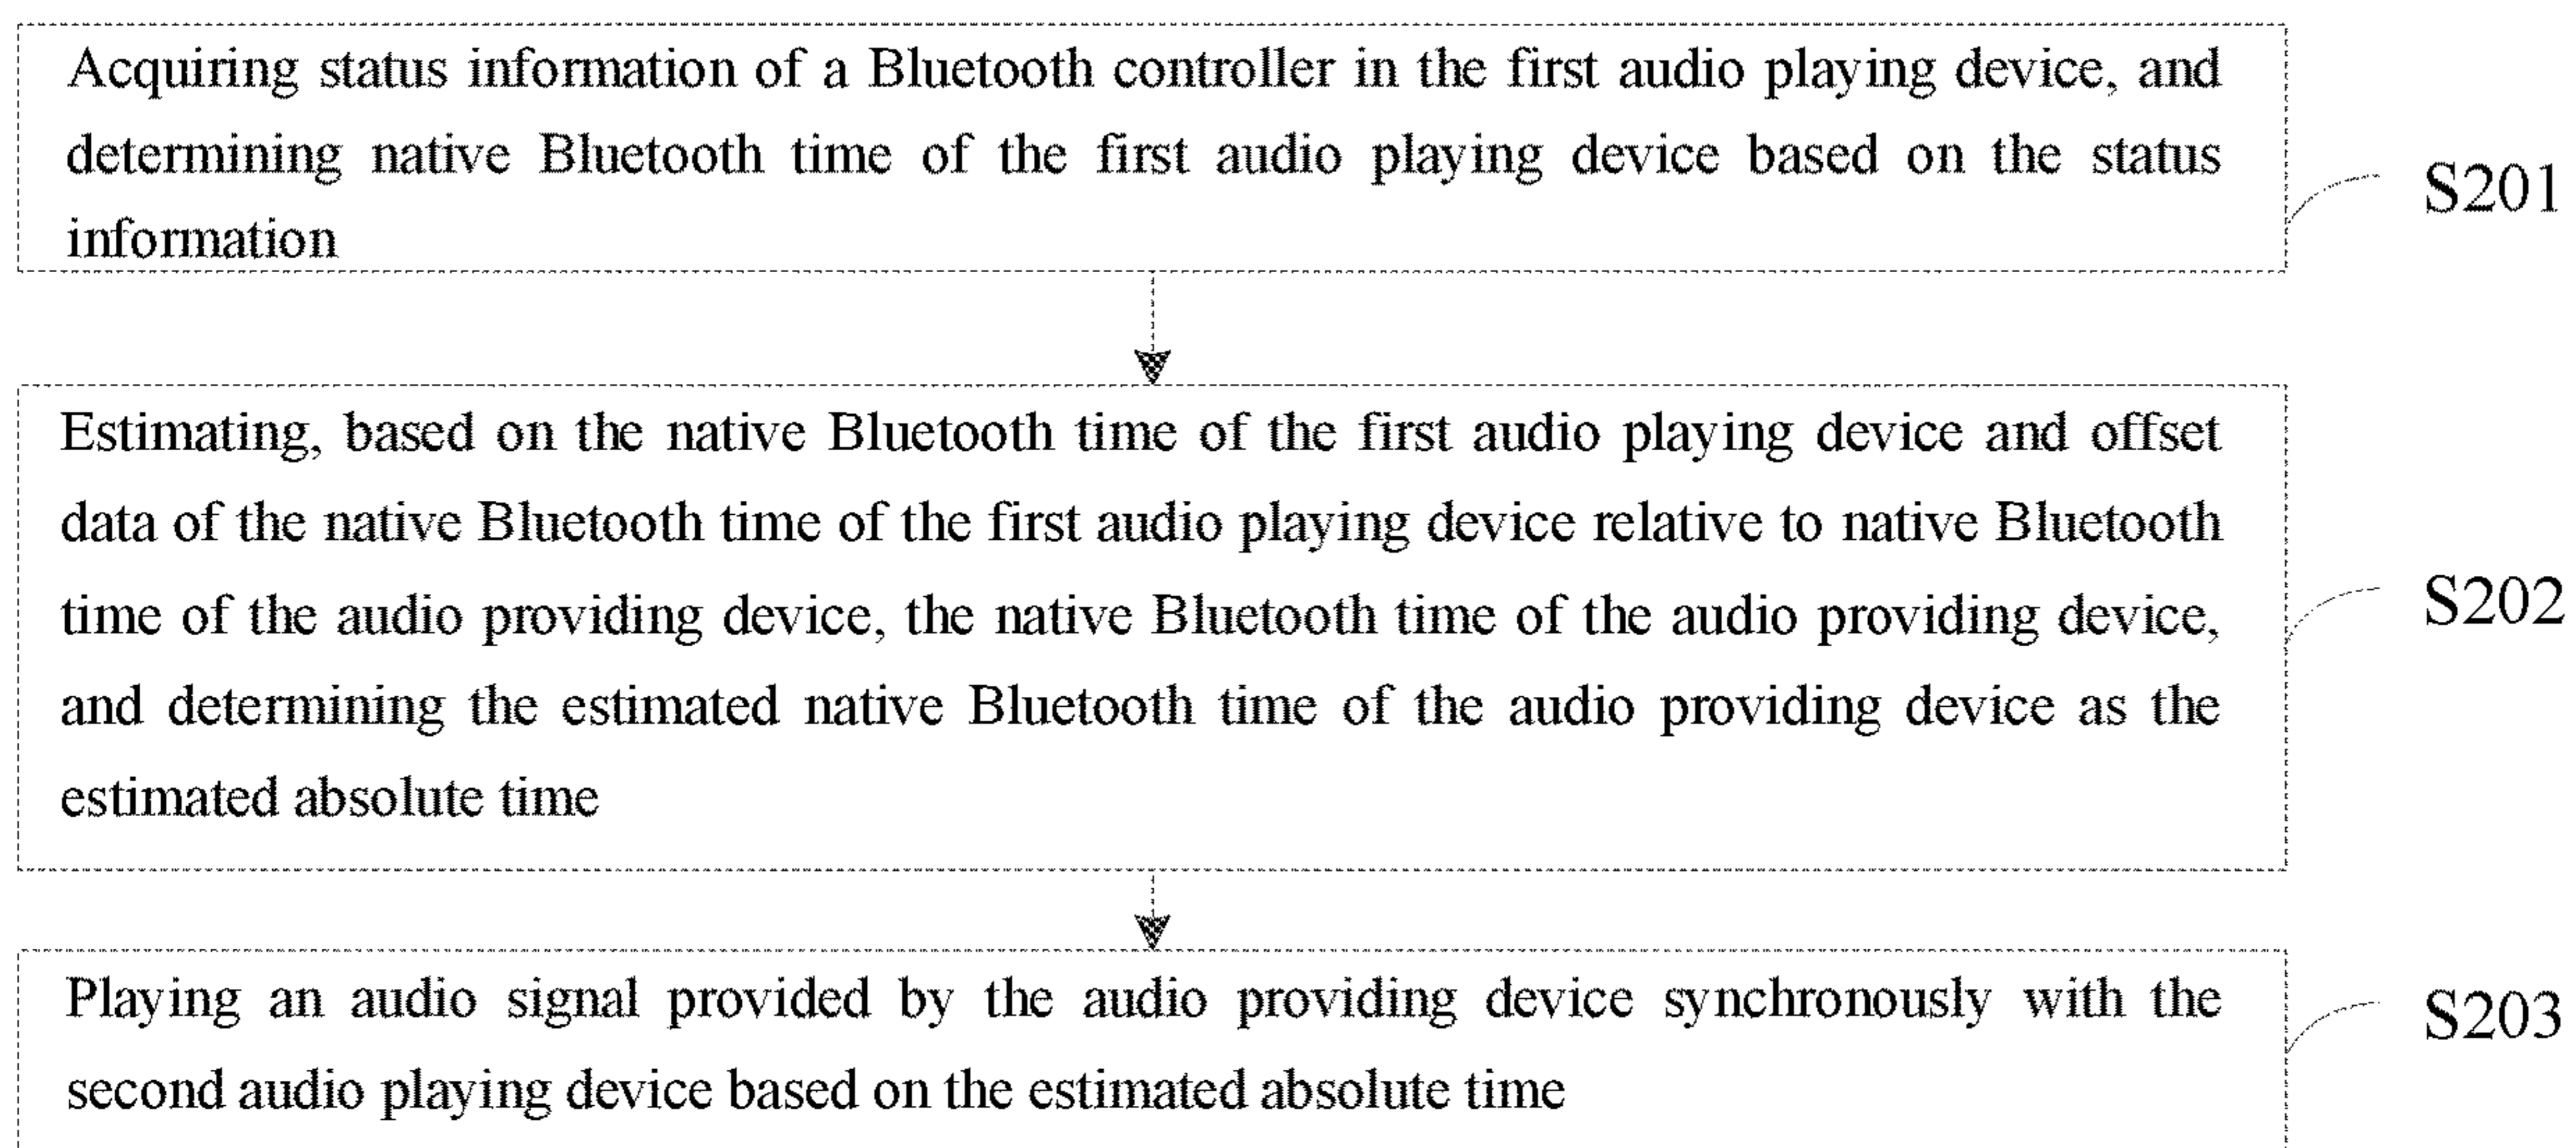 Acquiring status information of a Bluetooth controller in the first audio playing device, and
determining native Bluetooth time of the first audio playing device based on the status
information
S201
Estimating, based on the native Bluetooth time of the first audio playing device and offset
data of the native Bluetooth time of the first audio playing device relative to native Bluetooth
time of the audio providing device, the native Bluetooth time of the audio providing device,
and determining the estimated native Bluetooth time of the audio providing device as the
estimated absolute time
S202
Playing an audio signal provided by the audio providing device synchronously with the
second audio playing device based on the estimated absolute time
S203